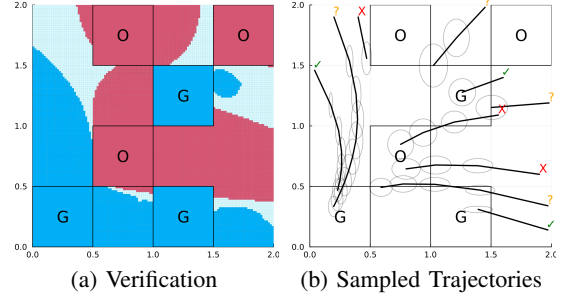 2.0
O O
1.5
G
1.0
O
0.5
G G
0.0
0.0 0.5 1.0 1.5 2.0
(a) Verification
2.0
? X ?
O O
1.5
✓ ✓
G
?
X
1.0
O
X
0.5
?
G G
✓
0.0
0.0 0.5 1.0 1.5 2.0
(b) Sampled Trajectories